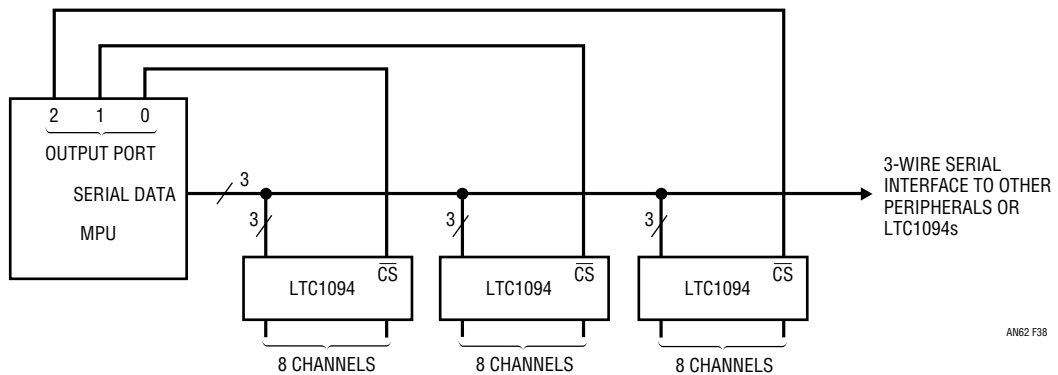 2 1 0
OUTPUT PORT
SERIAL DATA
MPU
3
3
3
3
3-WIRE SERIAL
INTERFACE TO OTHER
PERIPHERALS OR
LTC1094s
CS
LTC1094
CS
LTC1094
CS
LTC1094
8 CHANNELS
8 CHANNELS
8 CHANNELS
AN62 F38